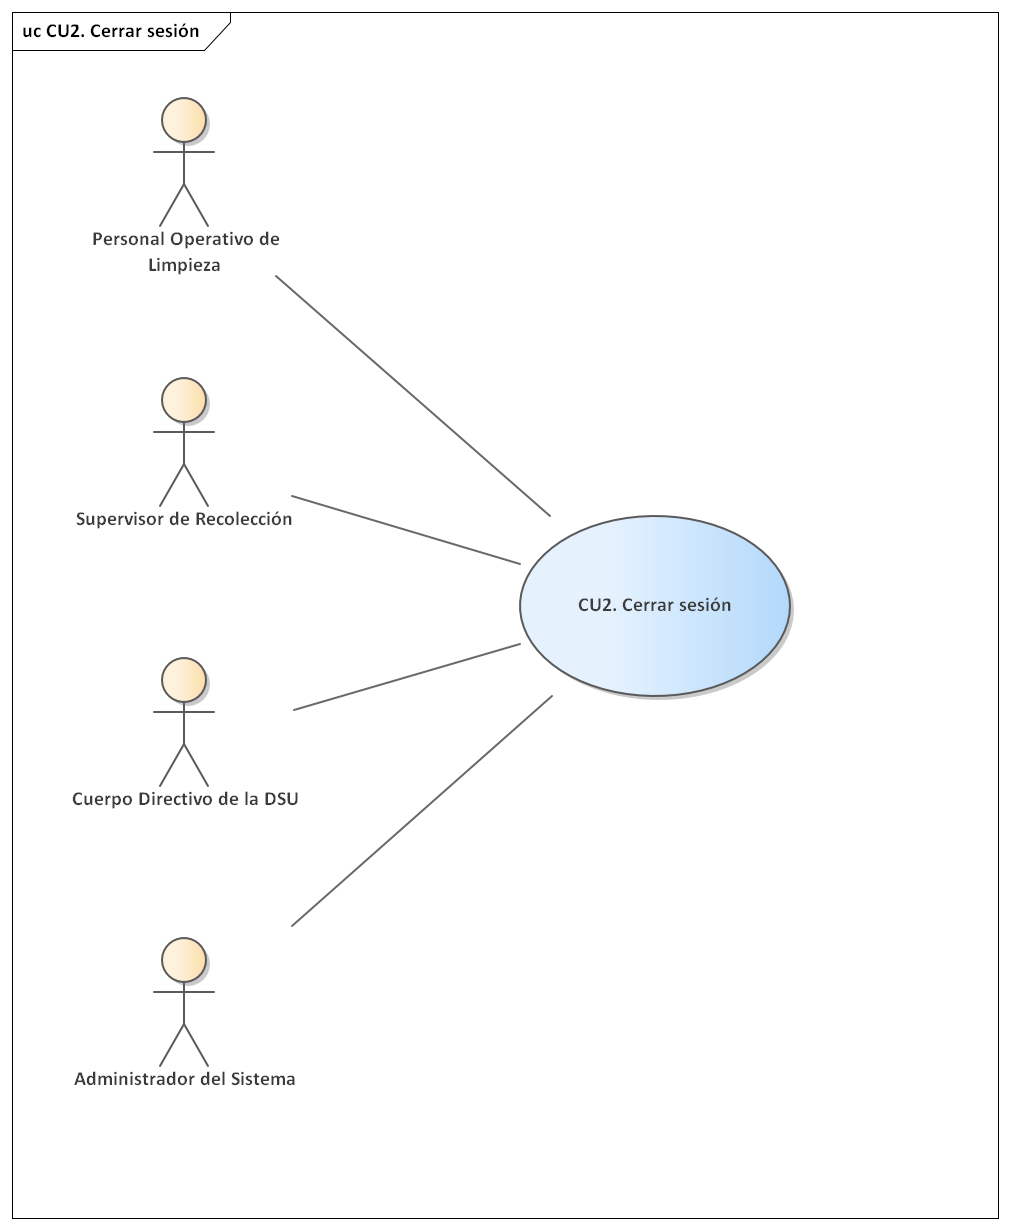 uc CU2. Cerrar sesión
Personal Operativo de
Limpieza
Supervisor de Recolección
CU2. Cerrar sesión
Cuerpo Directivo de la DSU
Administrador del Sistema